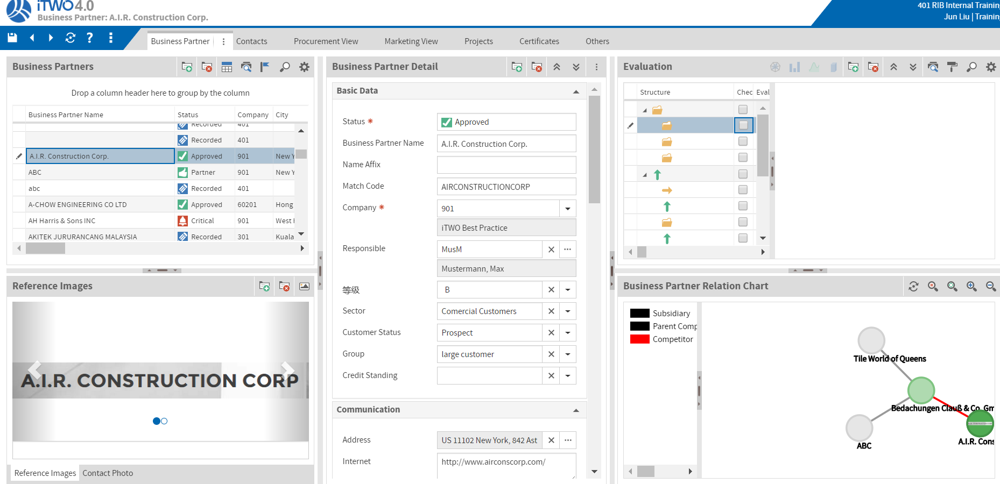 iTWO 4.0
Business Partner: A.I.R. Construction Corp.
401 RIB Internal Training
Jun Liu | Training
Business Partner
Contacts
Procurement View
Marketing View
Projects
Certificates
Others
Business Partners
Drop a column header here to group by the column
Business Partner Name Status Company City
Recorded 401
Recorded 401
A.I.R. Construction Corp. Approved 901 New Y
ABC Partner 901 New Y
abc Recorded 401
A-CHOW ENGINEERING CO LTD Approved 60201 Hong
AH Harris & Sons INC Critical 901 West
AKITEK JURURANCANG MALAYSIA Recorded 301 Kuala
Reference Images
A.I.R. CONSTRUCTION CORP
Reference Images Contact Photo
Business Partner Detail
Basic Data
Status * Approved
Business Partner Name A.I.R. Construction Corp.
Name Affix
Match Code AIRCONSTRUCTIONCORP
Company * 901
iTWO Best Practice
Responsible MusM
Mustermann, Max
等级 B
Sector Comercial Customers
Customer Status Prospect
Group large customer
Credit Standing
Communication
Address US 11102 New York, 842 Ast
Internet http://www.airconscorp.com/
Evaluation
Structure Chec Eval
Business Partner Relation Chart
Subsidiary
Parent Comp
Competitor
Tile World of Queens
Bedachungen Clauß & Co. Gm
ABC
A.I.R. Cons